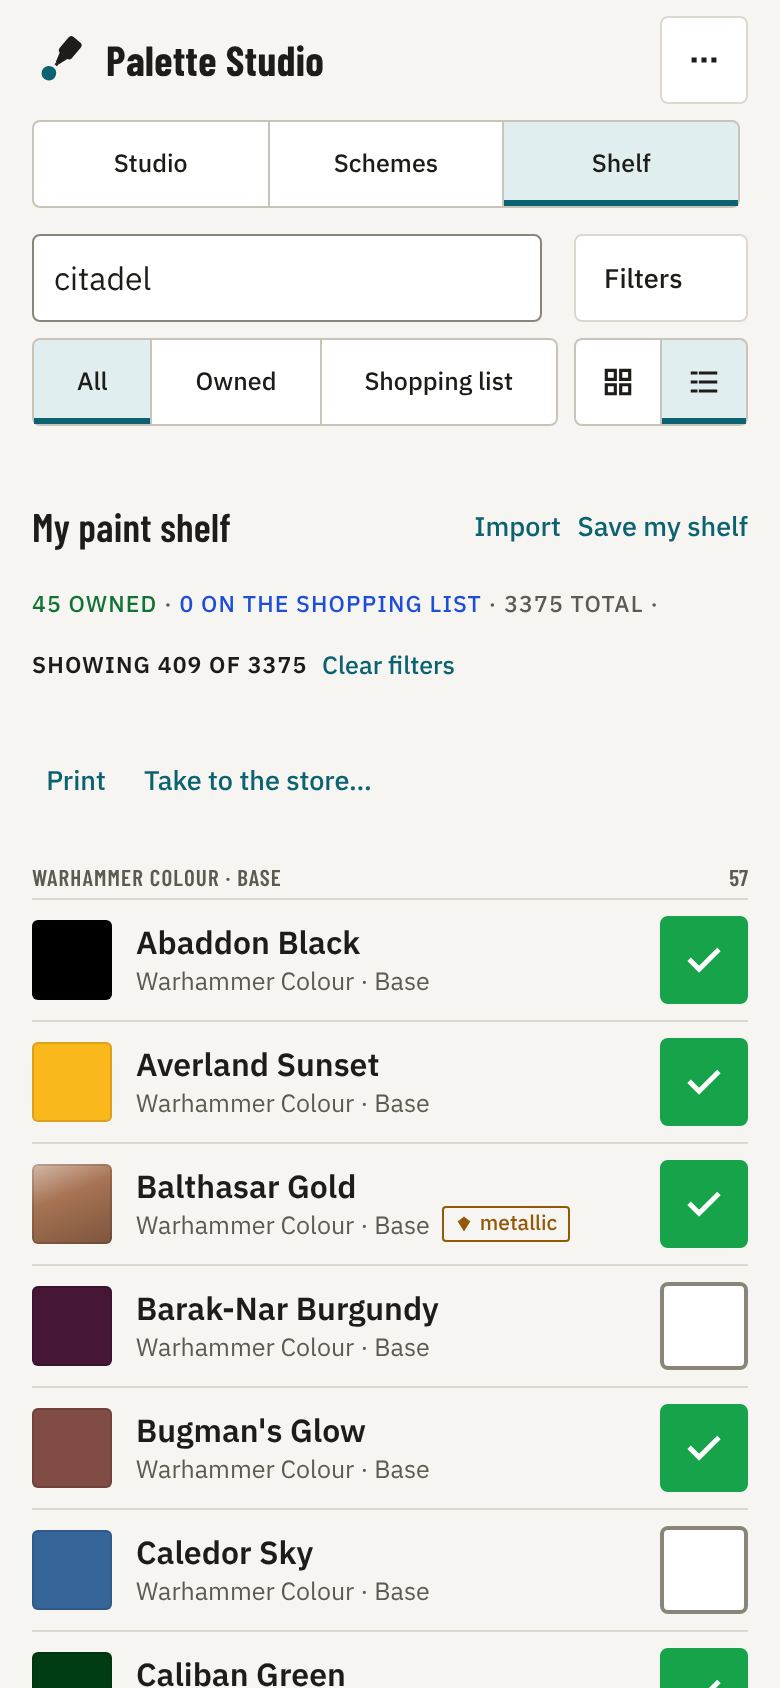 Palette Studio
Studio Schemes Shelf
citadel Filters
All Owned Shopping list
My paint shelf Import Save my shelf
45 OWNED · 0 ON THE SHOPPING LIST · 3375 TOTAL ·
SHOWING 409 OF 3375 Clear filters
Print Take to the store...
WARHAMMER COLOUR · BASE 57
Abaddon Black
Warhammer Colour · Base
Averland Sunset
Warhammer Colour · Base
Balthasar Gold
Warhammer Colour · Base metallic
Barak-Nar Burgundy
Warhammer Colour · Base
Bugman's Glow
Warhammer Colour · Base
Caledor Sky
Warhammer Colour · Base
Caliban Green